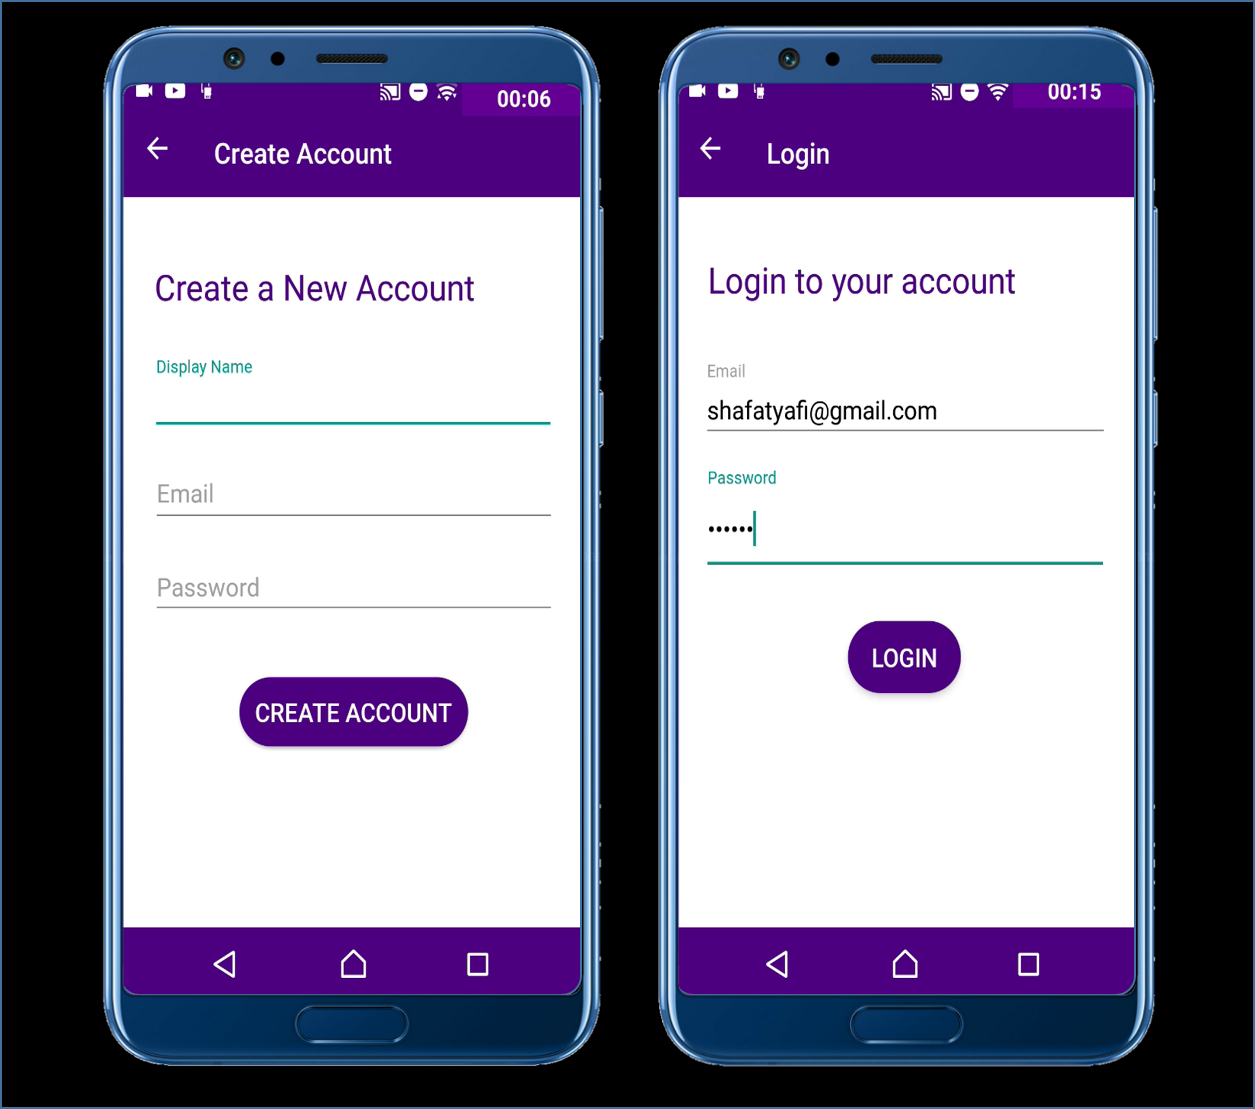 00:06
Create Account
Create a New Account
Display Name
Email
Password
CREATE ACCOUNT
00:15
Login
Login to your account
Email
shafatyafi@gmail.com
Password
••••••
LOGIN